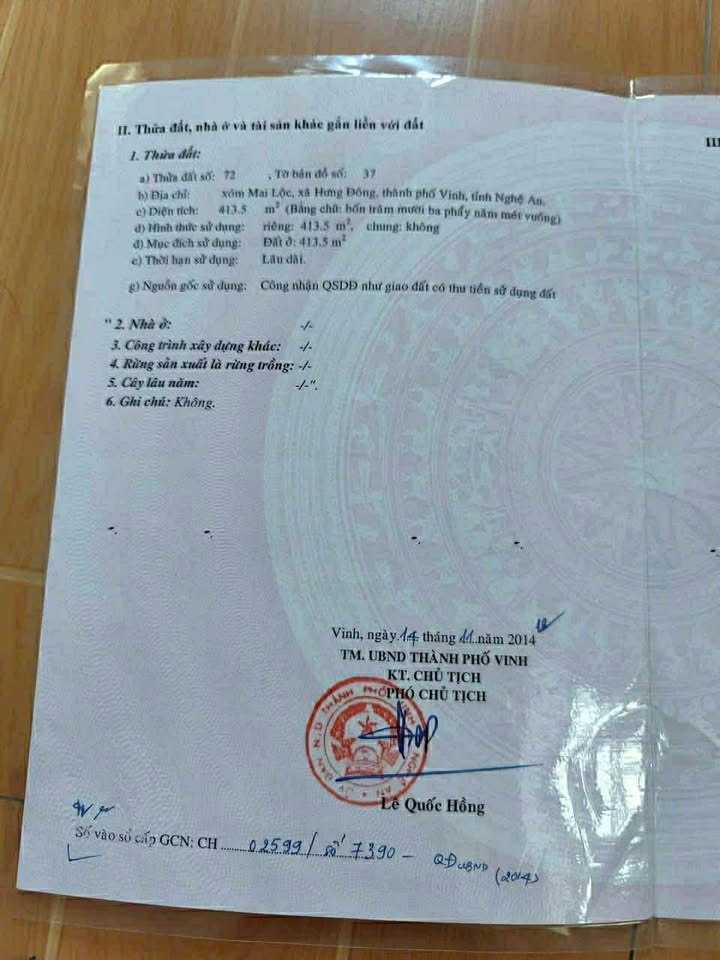 II. Thửa đất, nhà ở và tài sản khác gắn liền với đất
III
1. Thửa đất:
a) Thửa đất số: 72 , Tờ bản đồ số: 37
b) Địa chỉ: xóm Mai Lộc, xã Hưng Đông, thành phố Vinh, tỉnh Nghệ An.
c) Diện tích: 413.5 m² (Bằng chữ: bốn trăm mười ba phẩy năm mét vuông)
d) Hình thức sử dụng: riêng: 413.5 m², chung: không
đ) Mục đích sử dụng: Đất ở: 413.5 m²
e) Thời hạn sử dụng: Lâu dài.
g) Nguồn gốc sử dụng: Công nhận QSDĐ như giao đất có thu tiền sử dụng đất
" 2. Nhà ở: -/-
3. Công trình xây dựng khác: -/-
4. Rừng sản xuất là rừng trồng: -/-
5. Cây lâu năm: -/-".
6. Ghi chú: Không.
Vinh, ngày 14 tháng 11 năm 2014
TM. UBND THÀNH PHỐ VINH
KT. CHỦ TỊCH
PHÓ CHỦ TỊCH
Lê Quốc Hồng
Số vào sổ cấp GCN: CH ........02599/ số 7390 - QĐUBND (2014)